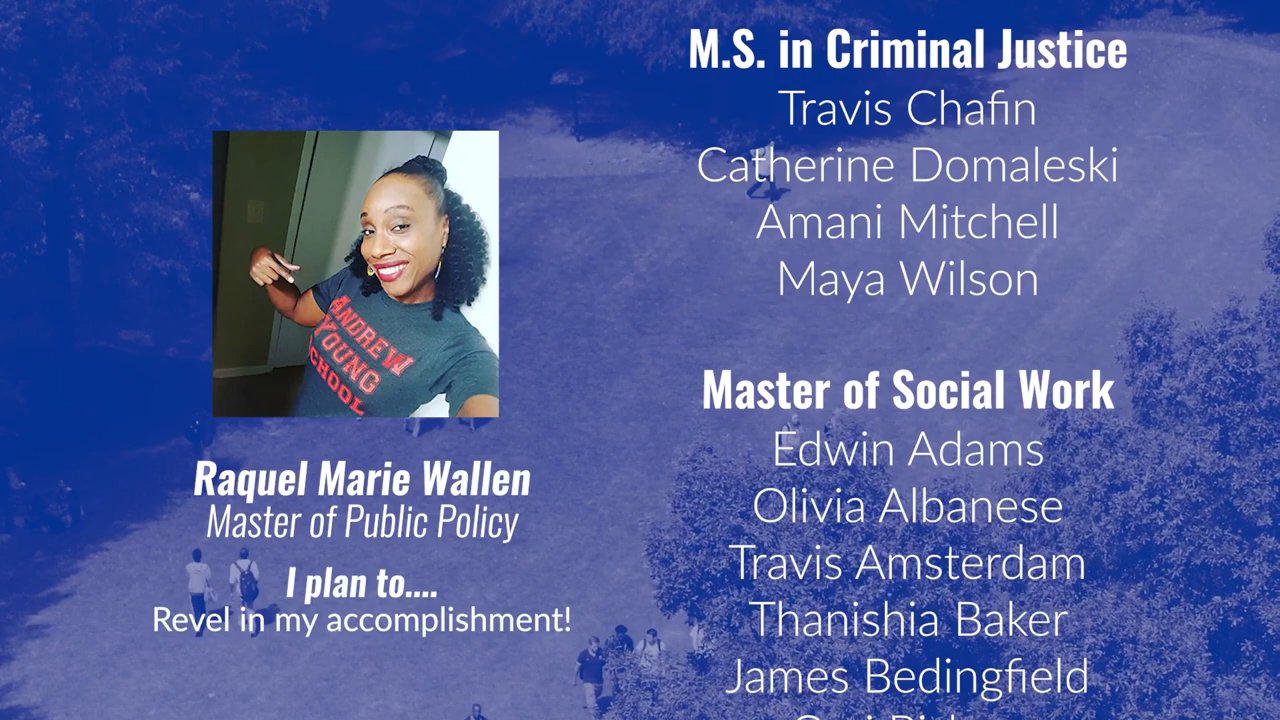 ANDREW
YOUNG
SCHOOL
Raquel Marie Wallen
Master of Public Policy
I plan to....
Revel in my accomplishment!
M.S. in Criminal Justice
Travis Chafin
Catherine Domaleski
Amani Mitchell
Maya Wilson
Master of Social Work
Edwin Adams
Olivia Albanese
Travis Amsterdam
Thanishia Baker
James Bedingfield